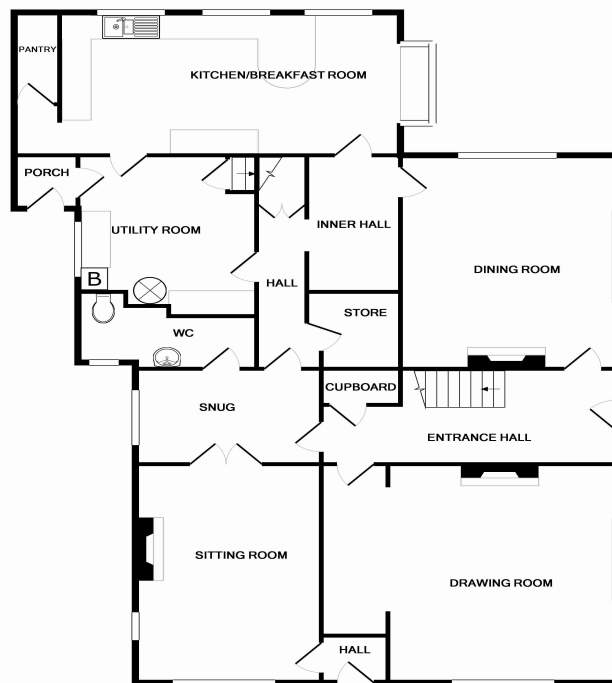 PANTRY
KITCHEN/BREAKFAST ROOM
PORCH
UTILITY ROOM
INNER HALL
DINING ROOM
B
HALL
STORE
WC
CUPBOARD
SNUG
ENTRANCE HALL
SITTING ROOM
DRAWING ROOM
HALL